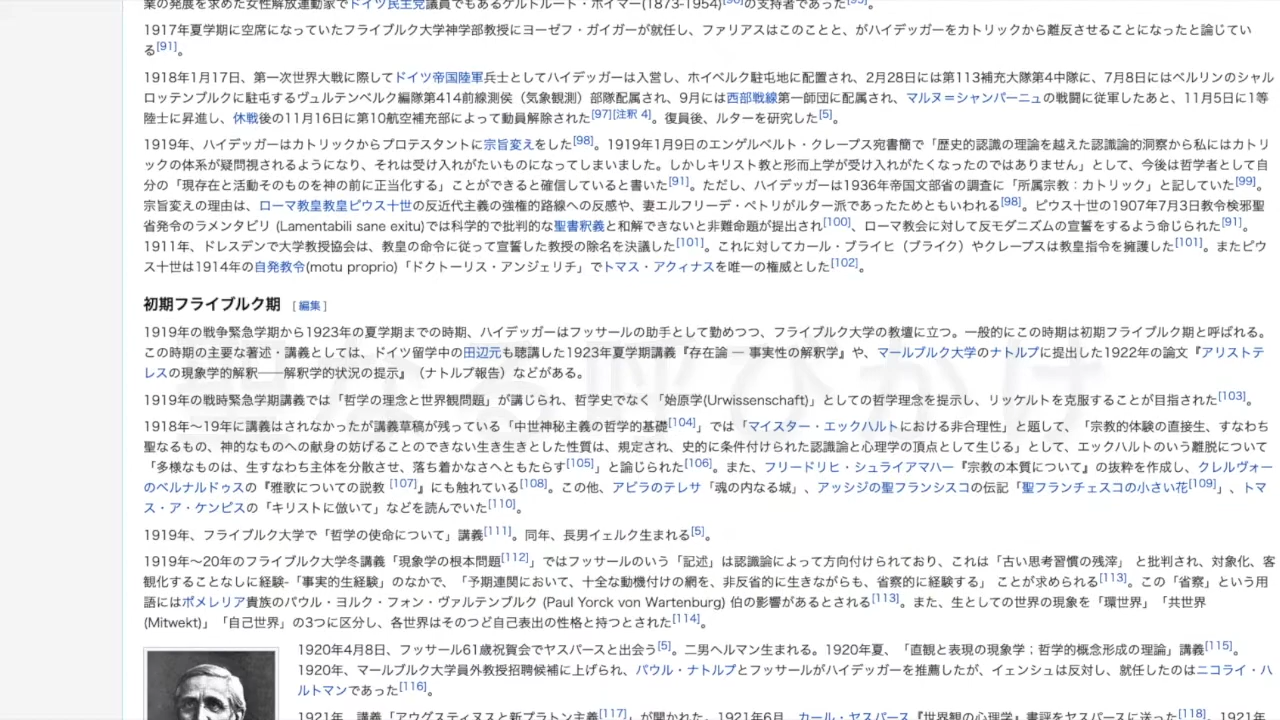 業の発展を求めた女性解放運動家でドイツ民主党議員でもあるゲルトルート・ボイマー(1873-1954)[96]の支持者であった[95]。
1917年夏学期に空席になっていたフライブルク大学神学部教授にヨーゼフ・ガイガーが就任し、ファリアスはこのことと、がハイデッガーをカトリックから離反させることになったと論じてい
る[91]。
1918年1月17日、第一次世界大戦に際してドイツ帝国陸軍兵士としてハイデッガーは入営し、ホイベルク駐屯地に配置され、2月28日には第113補充大隊第4中隊に、7月8日にはベルリンのシャル
ロッテンブルクに駐屯するヴュルテンベルク編隊第414前線測候（気象観測）部隊配属され、9月には西部戦線第一師団に配属され、マルヌ＝シャンパーニュの戦闘に従軍したあと、11月5日に1等
陸士に昇進し、休戦後の11月16日に第10航空補充部によって動員解除された[97][注釈 4]。復員後、ルターを研究した[5]。
1919年、ハイデッガーはカトリックからプロテスタントに宗旨変えをした[98]。1919年1月9日のエンゲルベルト・クレープス宛書簡で「歴史的認識の理論を越えた認識論的洞察から私にはカトリ
ックの体系が疑問視されるようになり、それは受け入れがたいものになってしまいました。しかしキリスト教と形而上学が受け入れがたくなったのではありません」として、今後は哲学者として自
分の「現存在と活動そのものを神の前に正当化する」ことができると確信していると書いた[91]。ただし、ハイデッガーは1936年帝国文部省の調査に「所属宗教：カトリック」と記していた[99]。
宗旨変えの理由は、ローマ教皇教皇ピウス十世の反近代主義の強権的路線への反感や、妻エルフリーデ・ペトリがルター派であったためともいわれる[98]。ピウス十世の1907年7月3日教令検邪聖
省発令のラメンタビリ (Lamentabili sane exitu)では科学的で批判的な聖書釈義と和解できないと非難命題が提出され[100]、ローマ教会に対して反モダニズムの宣誓をするよう命じられた[91]。
1911年、ドレスデンで大学教授協会は、教皇の命令に従って宣誓した教授の除名を決議した[101]。これに対してカール・ブライヒ（ブライク）やクレープスは教皇指令を擁護した[101]。またピウ
ス十世は1914年の自発教令(motu proprio)「ドクトーリス・アンジェリチ」でトマス・アクィナスを唯一の権威とした[102]。
初期フライブルク期 [編集]
1919年の戦争緊急学期から1923年の夏学期までの時期、ハイデッガーはフッサールの助手として勤めつつ、フライブルク大学の教壇に立つ。一般的にこの時期は初期フライブルク期と呼ばれる。
この時期の主要な著述・講義としては、ドイツ留学中の田辺元も聴講した1923年夏学期講義『存在論 ― 事実性の解釈学』や、マールブルク大学のナトルプに提出した1922年の論文『アリストテ
レスの現象学的解釈──解釈学的状況の提示』（ナトルプ報告）などがある。
聖なる呼びかけ
1919年の戦時緊急学期講義では「哲学の理念と世界観問題」が講じられ、哲学史でなく「始原学(Urwissenschaft)」としての哲学理念を提示し、リッケルトを克服することが目指された[103]。
1918年～19年に講義はされなかったが講義草稿が残っている「中世神秘主義の哲学的基礎[104]」では「マイスター・エックハルトにおける非合理性」と題して、「宗教的体験の直接生、すなわち
聖なるもの、神的なものへの献身の妨げることのできない生き生きとした性質は、規定され、史的に条件付けられた認識論と心理学の頂点として生じる」として、エックハルトのいう離脱について
「多様なものは、生すなわち主体を分散させ、落ち着かなさへともたらす[105]」と論じられた[106]。また、フリードリヒ・シュライアマハー『宗教の本質について』の抜粋を作成し、クレルヴォー
のベルナルドゥスの『雅歌についての説教 [107]』にも触れている[108]。この他、アビラのテレサ「魂の内なる城」、アッシジの聖フランシスコの伝記「聖フランチェスコの小さい花[109]」、トマ
ス・ア・ケンピスの「キリストに倣いて」などを読んでいた[110]。
1919年、フライブルク大学で「哲学の使命について」講義[111]。同年、長男イェルク生まれる[5]。
1919年～20年のフライブルク大学冬講義「現象学の根本問題[112]」ではフッサールのいう「記述」は認識論によって方向付けられており、これは「古い思考習慣の残滓」 と批判され、対象化、客
観化することなしに経験-「事実的生経験」のなかで、「予期連関において、十全な動機付けの網を、非反省的に生きながらも、省察的に経験する」 ことが求められる[113]。この「省察」という用
語にはポメレリア貴族のパウル・ヨルク・フォン・ヴァルテンブルク (Paul Yorck von Wartenburg) 伯の影響があるとされる[113]。また、生としての世界の現象を「環世界」「共世界
(Mitwekt)」「自己世界」の3つに区分し、各世界はそのつど自己表出の性格と持つとされた[114]。
1920年4月8日、フッサール61歳祝賀会でヤスパースと出会う[5]。二男ヘルマン生まれる。1920年夏、「直観と表現の現象学；哲学的概念形成の理論」講義[115]。
1920年、マールブルク大学員外教授招聘候補に上げられ、パウル・ナトルプとフッサールがハイデッガーを推薦したが、イェンシュは反対し、就任したのはニコライ・ハ
ルトマンであった[116]。
1921年、講義「アウグスティヌスと新プラトン主義[117]」が開かれた。1921年6月、カール・ヤスパース『世界観の心理学』書評をヤスパースに送った[118]。1921年